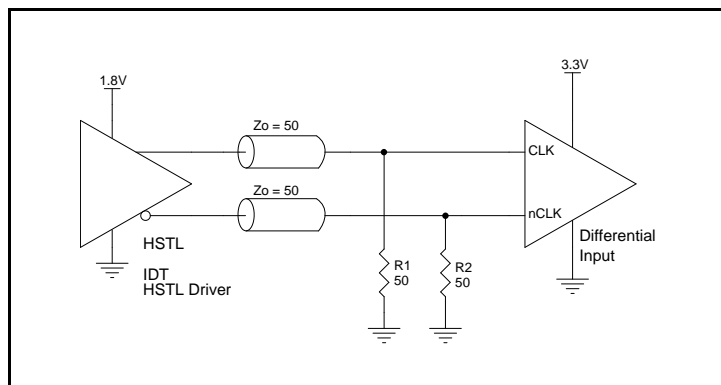 1.8V
3.3V
Zo = 50
CLK
Zo = 50
nCLK
HSTL
Differential
Input
IDT
HSTL Driver
R1
50
R2
50